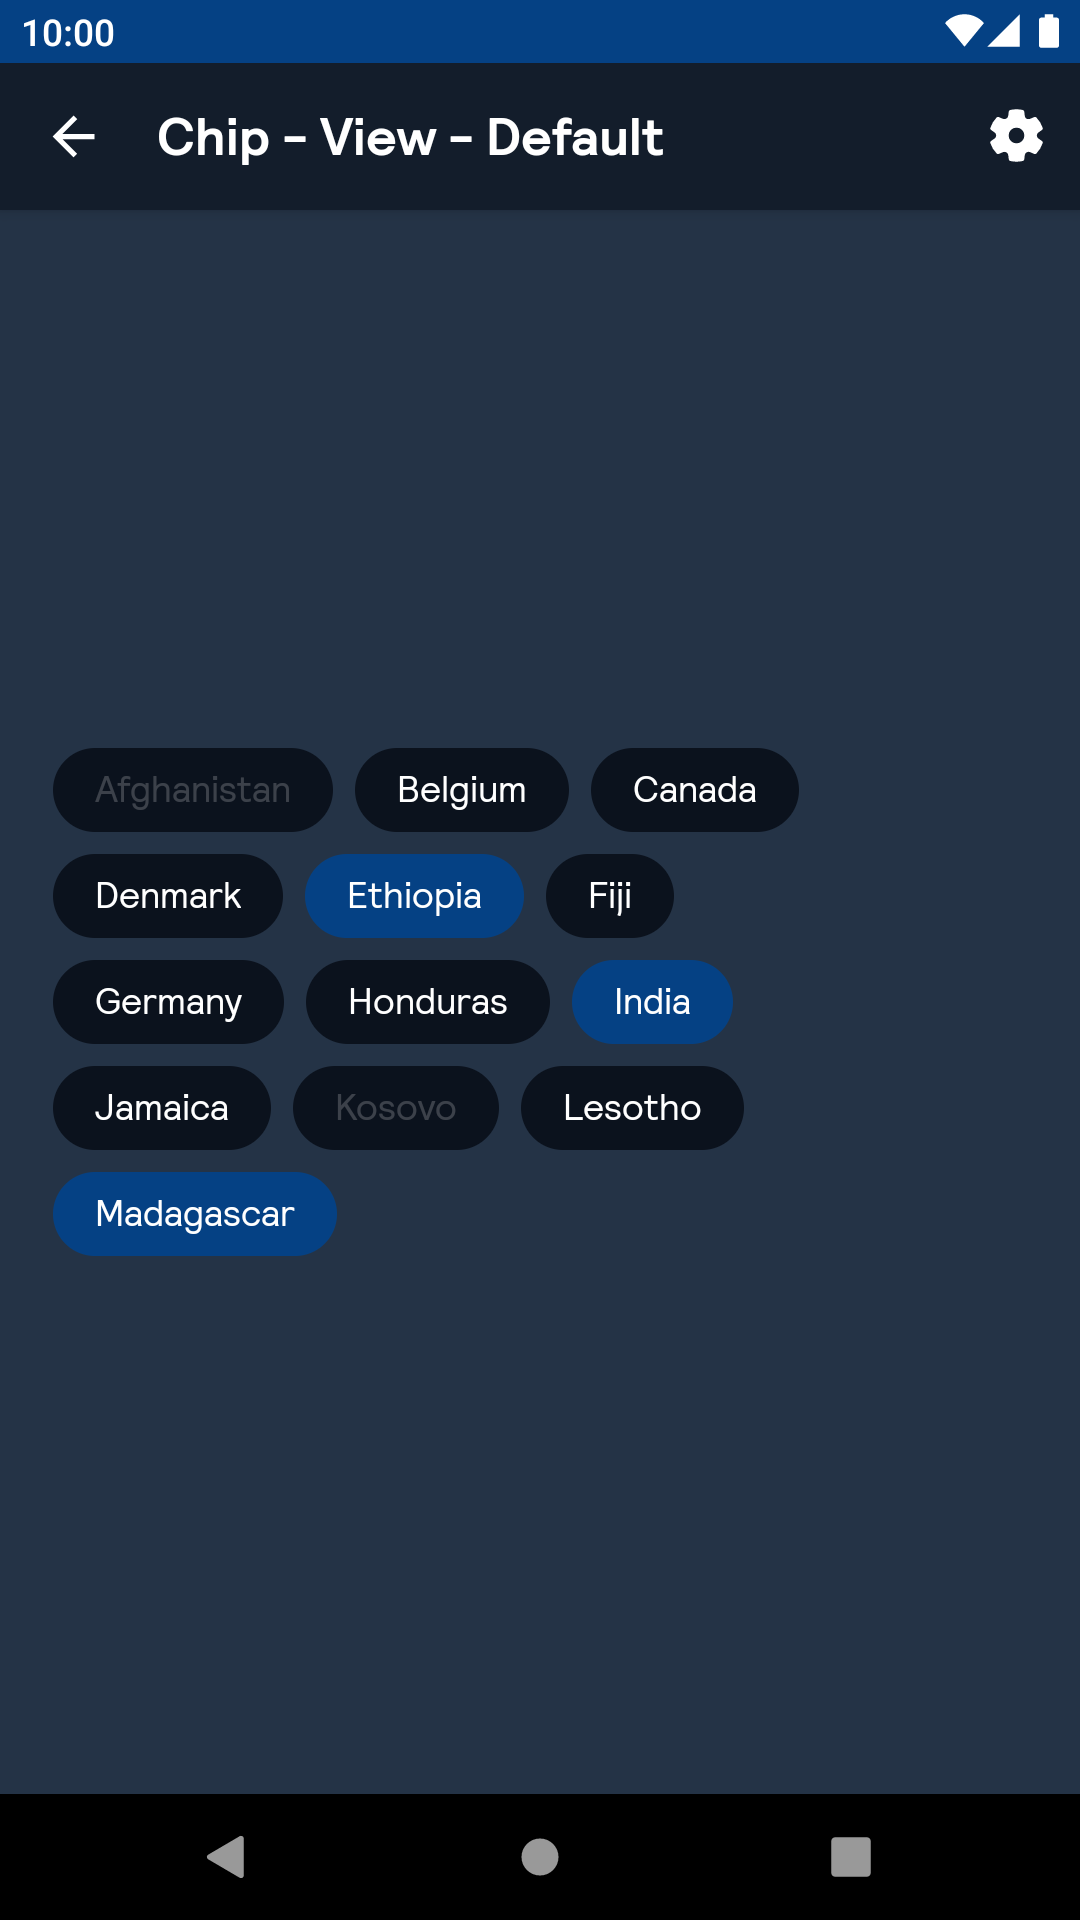 10:00
Chip - View - Default
Afghanistan Belgium Canada
Denmark Ethiopia Fiji
Germany Honduras India
Jamaica Kosovo Lesotho
Madagascar